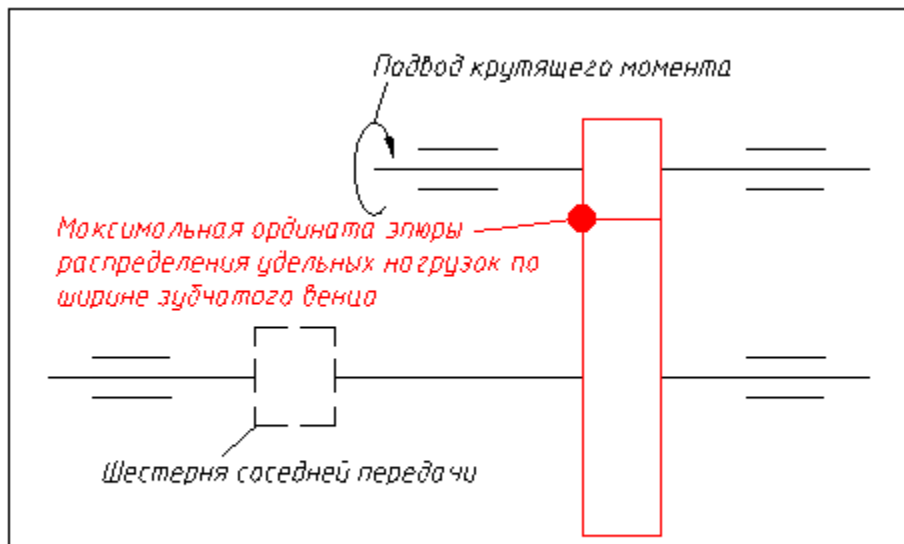 Подвод крутящего момента
Максимальная ордината эпюры
распределения удельных нагрузок по
ширине зубчатого венца
Шестерня соседней передачи